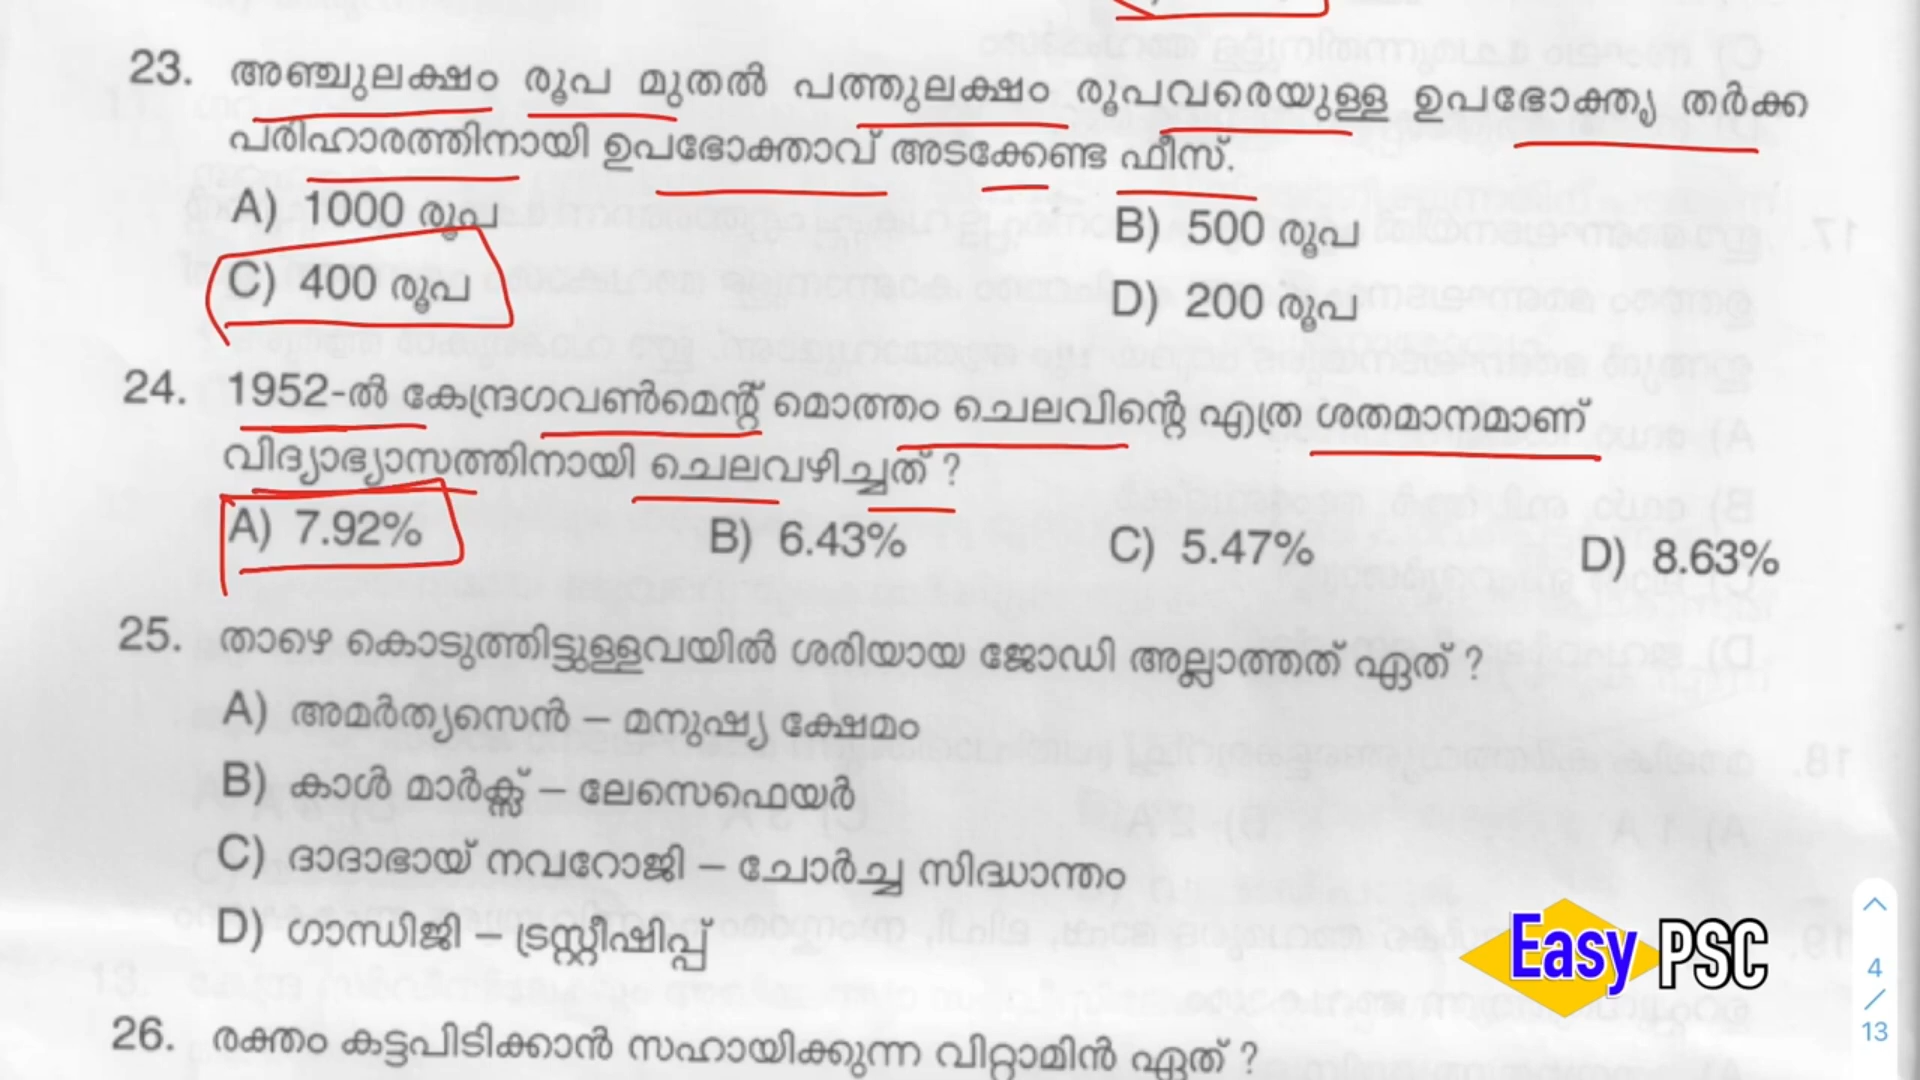 23. അഞ്ചുലക്ഷം രൂപ മുതൽ പത്തുലക്ഷം രൂപവരെയുള്ള ഉപഭോക്തൃ തർക്ക
പരിഹാരത്തിനായി ഉപഭോക്താവ് അടക്കേണ്ട ഫീസ്.
A) 1000 രൂപ B) 500 രൂപ
C) 400 രൂപ D) 200 രൂപ
24. 1952-ൽ കേന്ദ്രഗവൺമെന്റ് മൊത്തം ചെലവിന്റെ എത്ര ശതമാനമാണ്
വിദ്യാഭ്യാസത്തിനായി ചെലവഴിച്ചത് ?
A) 7.92% B) 6.43% C) 5.47% D) 8.63%
25. താഴെ കൊടുത്തിട്ടുള്ളവയിൽ ശരിയായ ജോഡി അല്ലാത്തത് ഏത് ?
A) അമർത്യസെൻ – മനുഷ്യ ക്ഷേമം
B) കാൾ മാർക്സ് – ലേസെഫെയർ
C) ദാദാഭായ് നവറോജി – ചോർച്ച സിദ്ധാന്തം
D) ഗാന്ധിജി – ട്രസ്റ്റീഷിപ്പ്
26. രക്തം കട്ടപിടിക്കാൻ സഹായിക്കുന്ന വിറ്റാമിൻ ഏത് ?
Easy PSC
4
/
13